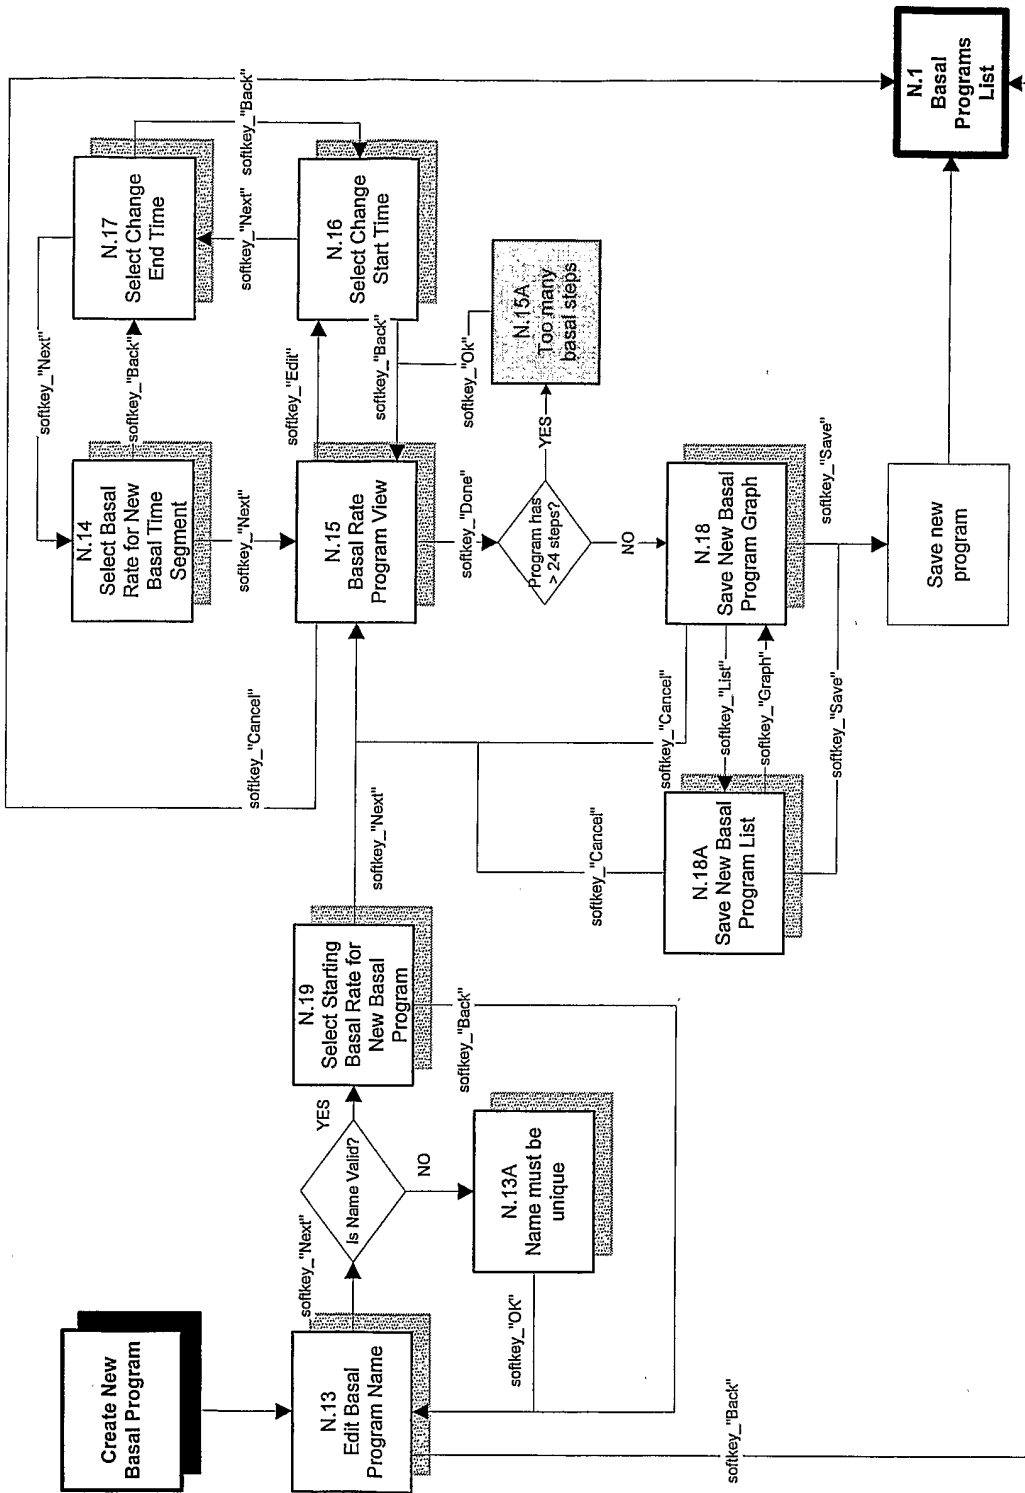 Create New
Basal Program
N.13
Edit Basal
Program Name
softkey_"Next"
Is Name Valid?
YES
NO
N.13A
Name must be
unique
softkey_"OK"
softkey_"Back"
softkey_"Back"
N.19
Select Starting
Basal Rate for
New Basal
Program
softkey_"Next"
softkey_"Cancel"
N.14
Select Basal
Rate for New
Basal Time
Segment
softkey_"Next"
softkey_"Back"
softkey_"Next"
N.17
Select Change
End Time
softkey_"Back"
softkey_"Next"
N.16
Select Change
Start Time
softkey_"Edit"
softkey_"Back"
N.15
Basal Rate
Program View
softkey_"Done"
softkey_"Ok"
N.15A
Too many
basal steps
YES
Program has
> 24 steps?
NO
N.18
Save New Basal
Program Graph
softkey_"Cancel"
softkey_"List"
softkey_"Graph"
softkey_"Save"
softkey_"Save"
N.18A
Save New Basal
Program List
softkey_"Cancel"
Save new
program
N.1
Basal
Programs
List